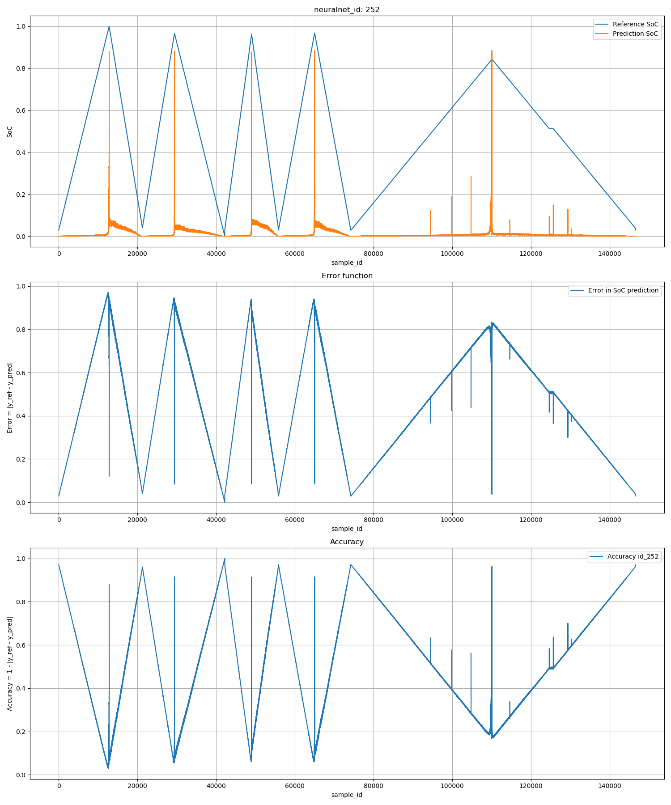 neuralnet_id: 252
Reference SoC
Prediction SoC
SoC
1.0
0.8
0.6
0.4
0.2
0.0
0 20000 40000 60000 80000 100000 120000 140000
sample_id
Error function
Error in SoC prediction
Error = |y_ref - y_pred|
1.0
0.8
0.6
0.4
0.2
0.0
0 20000 40000 60000 80000 100000 120000 140000
sample_id
Accuracy
Accuracy id_252
Accuracy = 1 - |y_ref - y_pred|
1.0
0.8
0.6
0.4
0.2
0.0
0 20000 40000 60000 80000 100000 120000 140000
sample_id